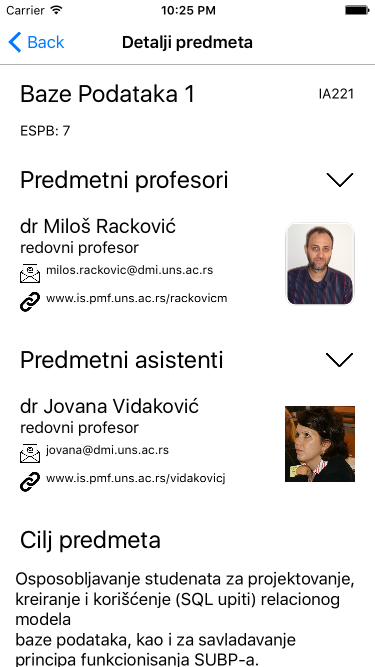 Carrier 10:25 PM
Back Detalji predmeta
Baze Podataka 1 IA221
ESPB: 7
Predmetni profesori
dr Miloš Racković
redovni profesor
milos.rackovic@dmi.uns.ac.rs
www.is.pmf.uns.ac.rs/rackovicm
Predmetni asistenti
dr Jovana Vidaković
redovni profesor
jovana@dmi.uns.ac.rs
www.is.pmf.uns.ac.rs/vidakovicj
Cilj predmeta
Osposobljavanje studenata za projektovanje,
kreiranje i korišćenje (SQL upiti) relacionog
modela
baze podataka, kao i za savladavanje
principa funkcionisanja SUBP-a.